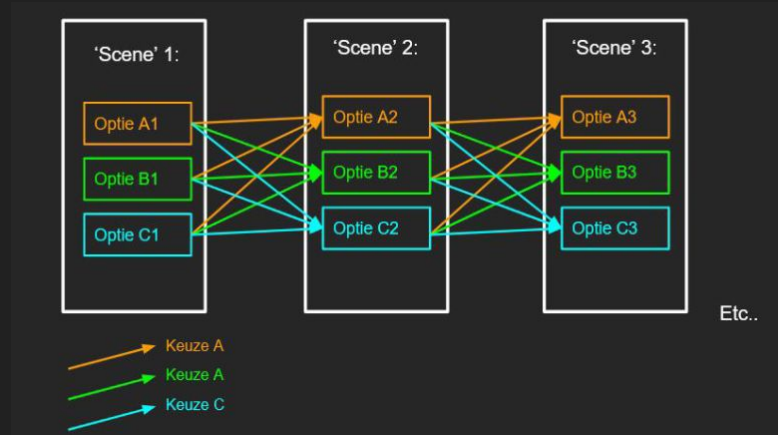 ‘Scene’ 1:
Optie A1
Optie B1
Optie C1
‘Scene’ 2:
Optie A2
Optie B2
Optie C2
‘Scene’ 3:
Optie A3
Optie B3
Optie C3
Etc..
Keuze A
Keuze A
Keuze C